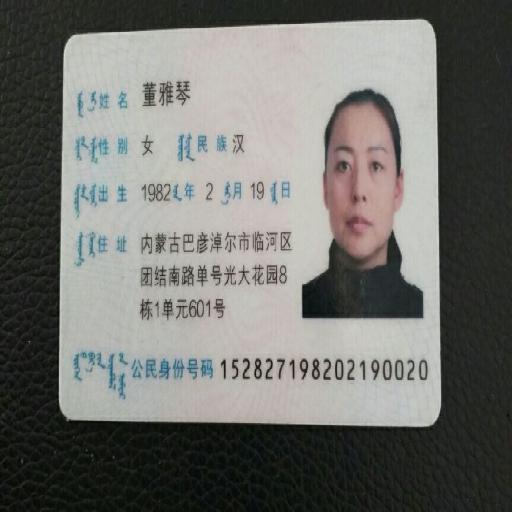 姓名 董雅琴
性别 女 民族 汉
出生 1982 年 2 月 19 日
住址 内蒙古巴彦淖尔市临河区
团结南路单号光大花园8
栋1单元601号
公民身份号码 152827198202190020